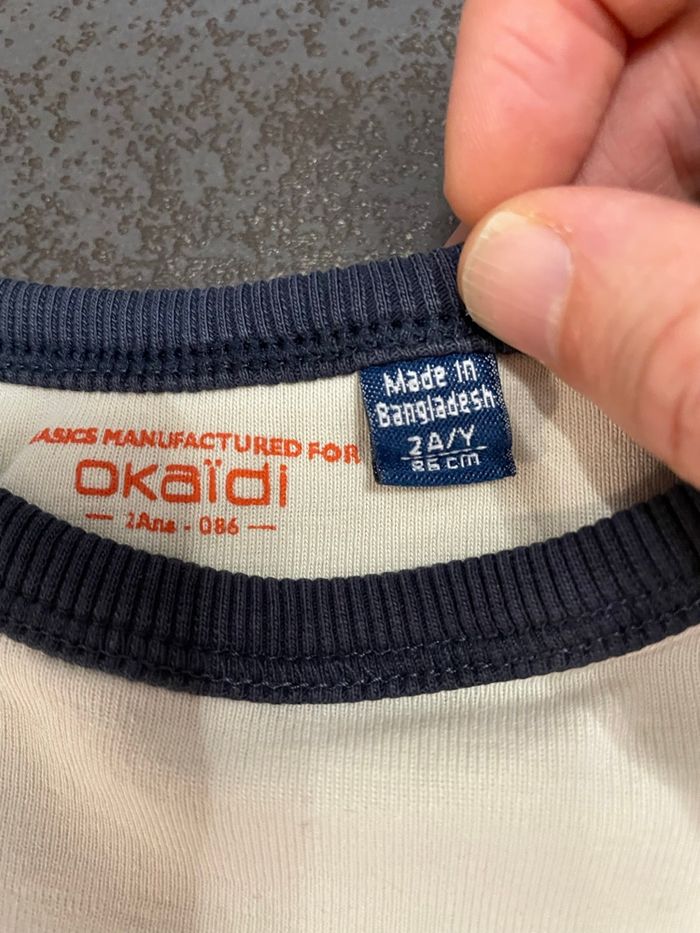 ASICS MANUFACTURED FOR
okaïdi
— 2Ans - 086 —
Made in
Bangladesh
2A/Y
86 cm